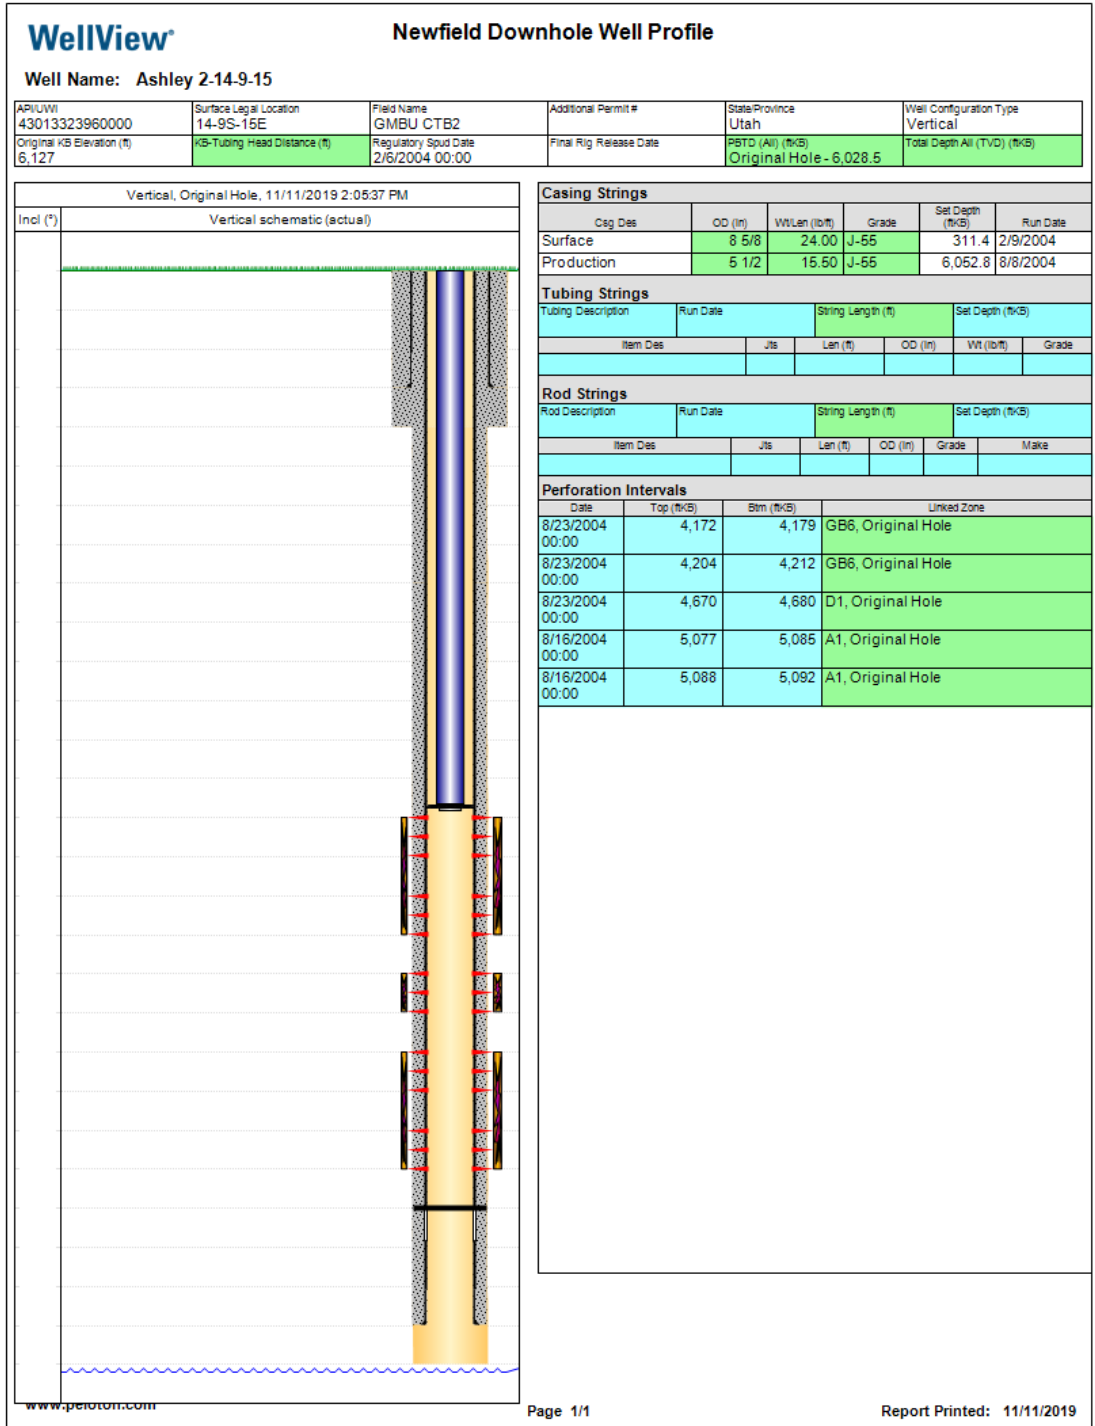 WellView®
Newfield Downhole Well Profile
Well Name: Ashley 2-14-9-15
API/UWI Surface Legal Location Field Name Additional Permit # State/Province Well Configuration Type
43013323960000 14-9S-15E GMBU CTB2 Utah Vertical
Original KB Elevation (ft) KB-Tubing Head Distance (ft) Regulatory Spud Date Final Rig Release Date PBTD (All) (ftKB) Total Depth All (TVD) (ftKB)
6,127 2/6/2004 00:00 Original Hole - 6,028.5
Vertical, Original Hole, 11/11/2019 2:05:37 PM
Incl (°) Vertical schematic (actual)
Casing Strings
Csg Des OD (in) Wt/Len (lb/ft) Grade Set Depth (ftKB) Run Date
Surface 8 5/8 24.00 J-55 311.4 2/9/2004
Production 5 1/2 15.50 J-55 6,052.8 8/8/2004
Tubing Strings
Tubing Description Run Date String Length (ft) Set Depth (ftKB)
Item Des Jts Len (ft) OD (in) Wt (lb/ft) Grade
Rod Strings
Rod Description Run Date String Length (ft) Set Depth (ftKB)
Item Des Jts Len (ft) OD (in) Grade Make
Perforation Intervals
Date Top (ftKB) Btm (ftKB) Linked Zone
8/23/2004 4,172 4,179 GB6, Original Hole
00:00
8/23/2004 4,204 4,212 GB6, Original Hole
00:00
8/23/2004 4,670 4,680 D1, Original Hole
00:00
8/16/2004 5,077 5,085 A1, Original Hole
00:00
8/16/2004 5,088 5,092 A1, Original Hole
00:00
www.peloton.com
Page 1/1
Report Printed: 11/11/2019